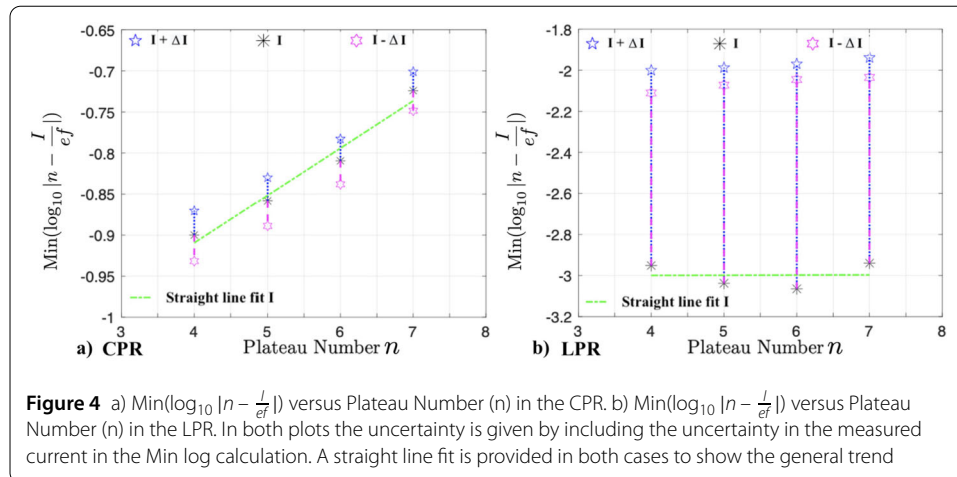 -0.65
-0.7
-0.75
-0.8
-0.85
-0.9
-0.95
-1
Min(log₁₀ |n − I/ef|)
I + ΔI
I
I - ΔI
Straight line fit I
3 4 5 6 7 8
a) CPR
Plateau Number n
-1.8
-2
-2.2
-2.4
-2.6
-2.8
-3
-3.2
Min(log₁₀ |n − I/ef|)
I + ΔI
I
I - ΔI
Straight line fit I
3 4 5 6 7 8
b) LPR
Plateau Number n
Figure 4 a) Min(log₁₀ |n − I/ef|) versus Plateau Number (n) in the CPR. b) Min(log₁₀ |n − I/ef|) versus Plateau
Number (n) in the LPR. In both plots the uncertainty is given by including the uncertainty in the measured
current in the Min log calculation. A straight line fit is provided in both cases to show the general trend